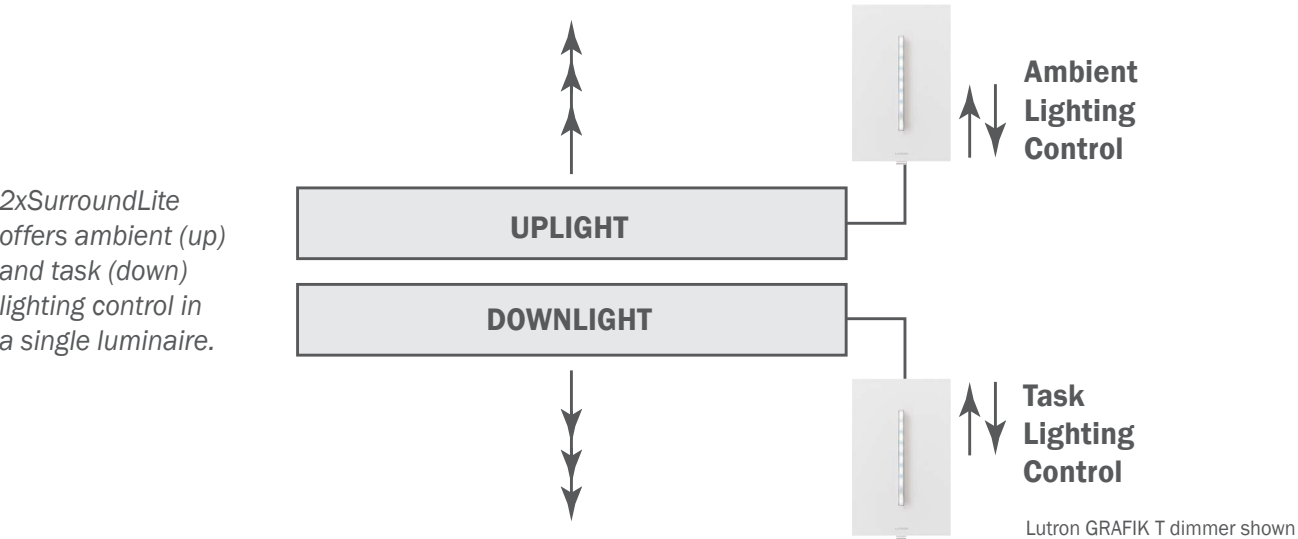 Ambient
Lighting
Control
2xSurroundLite
offers ambient (up)
and task (down)
lighting control in
a single luminaire.
UPLIGHT
DOWNLIGHT
Task
Lighting
Control
Lutron GRAFIK T dimmer shown